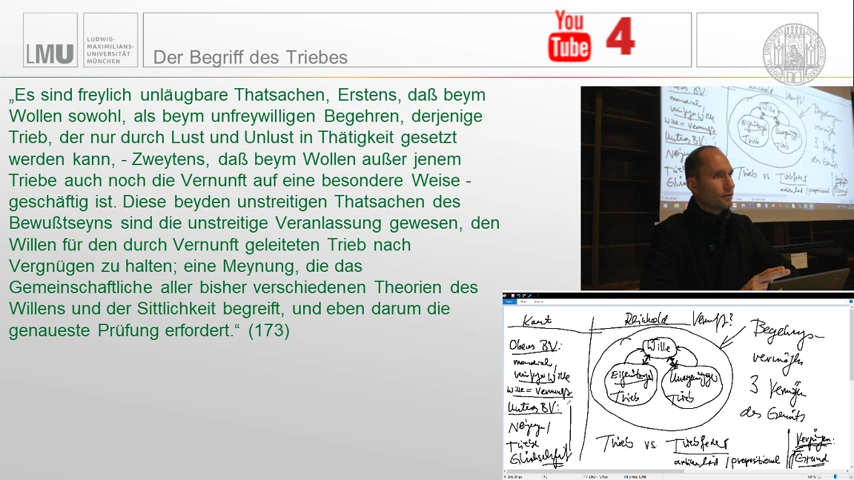 LMU
LUDWIG-
MAXIMILIANS-
UNIVERSITÄT
MÜNCHEN
Der Begriff des Triebes
You
Tube
4
„Es sind freylich unläugbare Thatsachen, Erstens, daß beym
Wollen sowohl, als beym unfreywilligen Begehren, derjenige
Trieb, der nur durch Lust und Unlust in Thätigkeit gesetzt
werden kann, - Zweytens, daß beym Wollen außer jenem
Triebe auch noch die Vernunft auf eine besondere Weise -
geschäftig ist. Diese beyden unstreitigen Thatsachen des
Bewußtseyns sind die unstreitige Veranlassung gewesen, den
Willen für den durch Vernunft geleiteten Trieb nach
Vergnügen zu halten; eine Meynung, die das
Gemeinschaftliche aller bisher verschiedenen Theorien des
Willens und der Sittlichkeit begreift, und eben darum die
genaueste Prüfung erfordert.“ (173)
Kant
Oberes BV:
Wille = Vernunft
Unteres BV:
Triebe
Glückseligkeit
Reinhold
Vernunft?
Wille
Eigennütziger
Trieb
Uneigennütziger
Trieb
Begehrungs-
vermögen
3 Vermögen
des Gemüts
Trieb vs Triebfeder
/ propositional
Vergnügen:
Grund